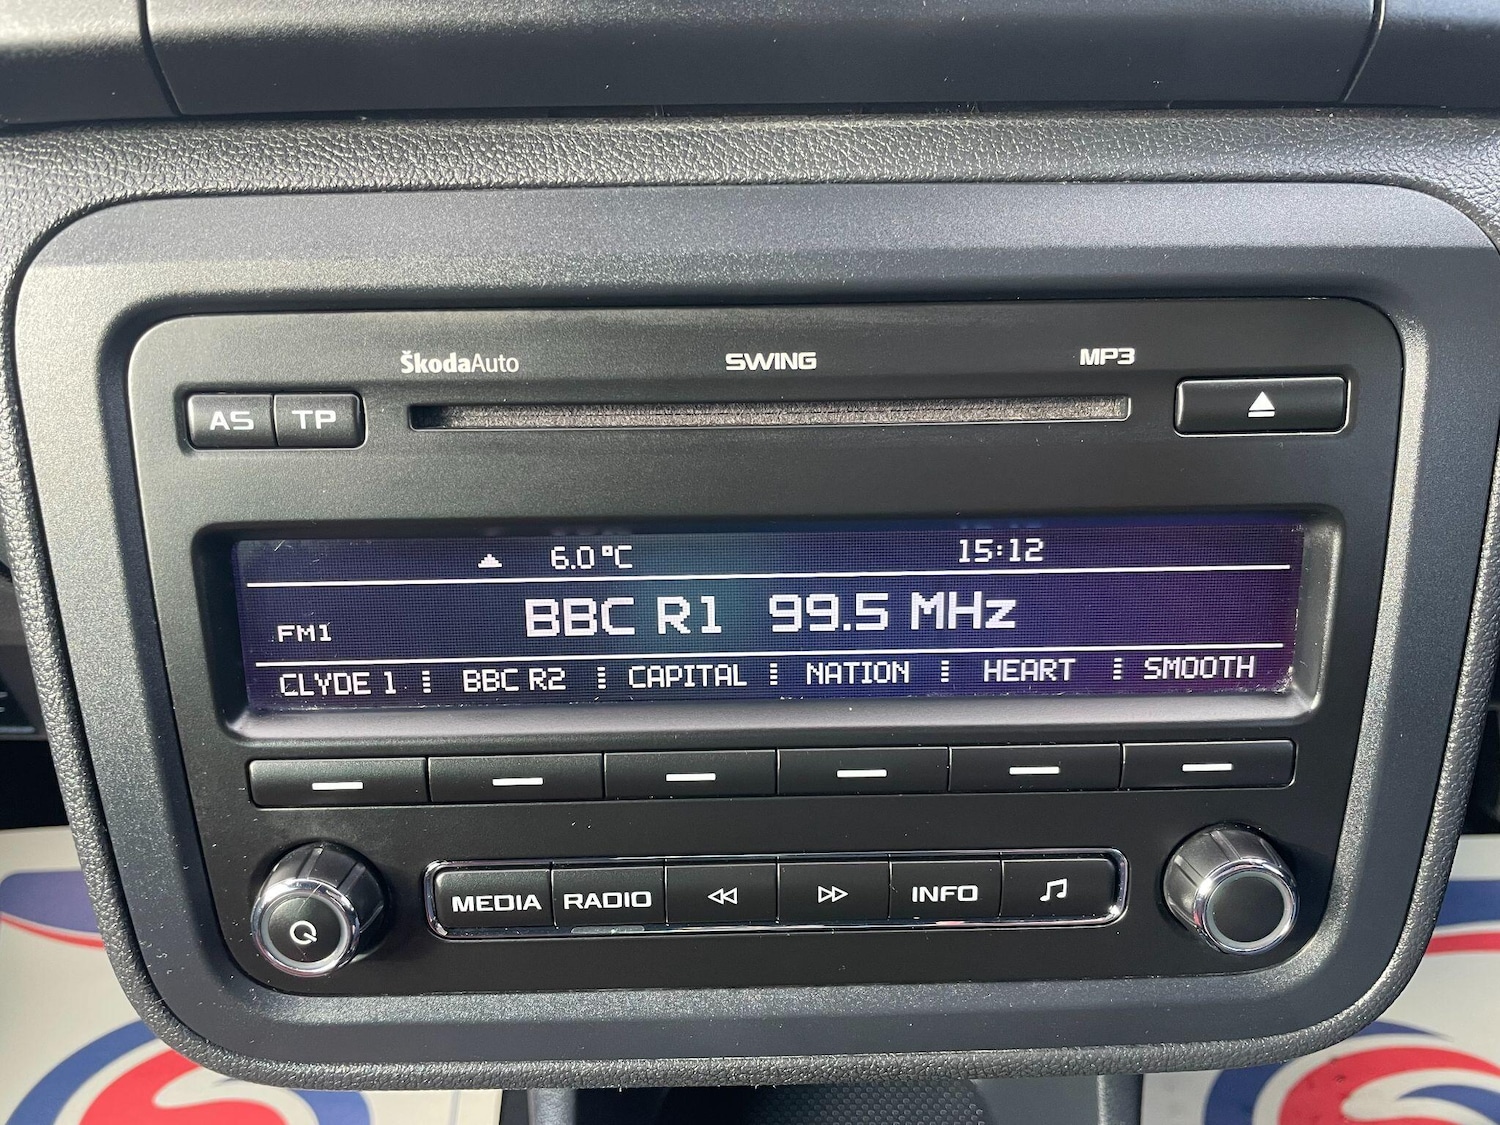 ŠkodaAuto SWING MP3
AS TP
6.0°C 15:12
FM1 BBC R1 99.5 MHz
CLYDE 1 BBC R2 CAPITAL NATION HEART SMOOTH
MEDIA RADIO INFO